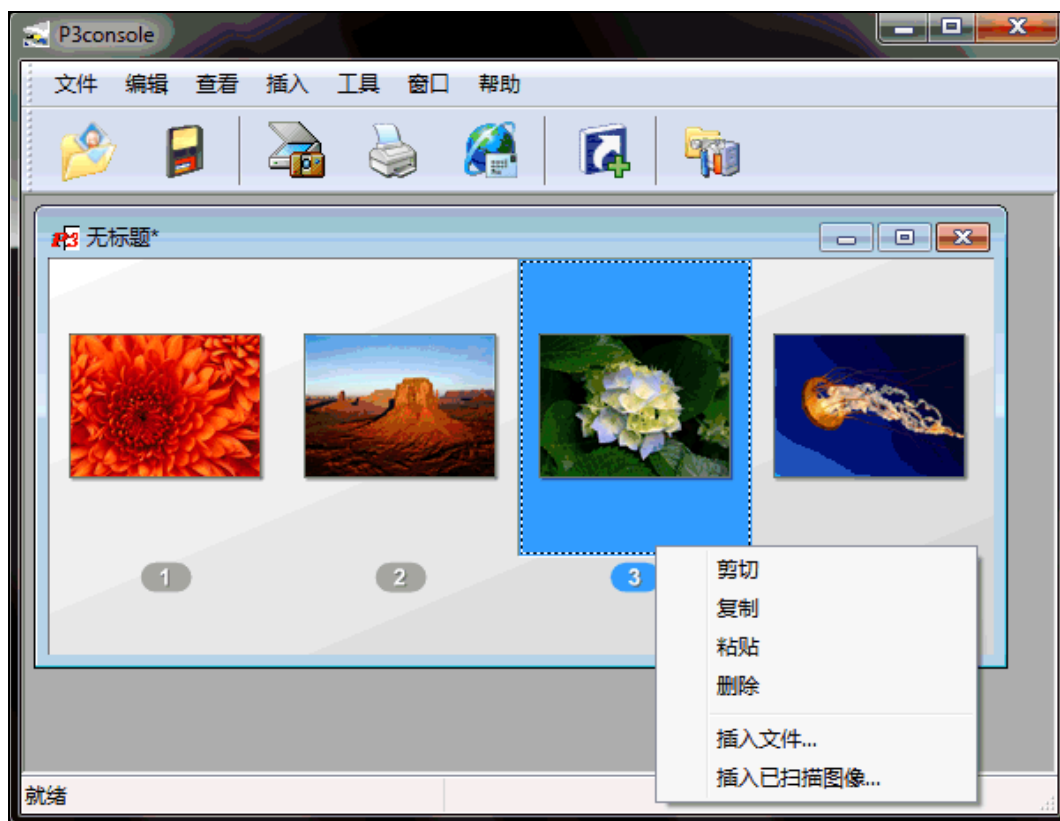 P3console
文件 编辑 查看 插入 工具 窗口 帮助
P3 无标题*
1 2 3
剪切
复制
粘贴
删除
插入文件...
插入已扫描图像...
就绪